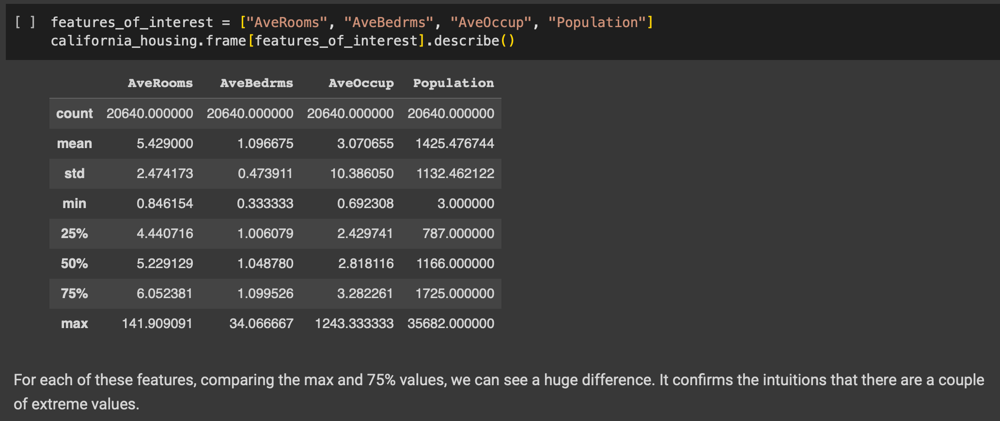 [ ] features_of_interest = ["AveRooms", "AveBedrms", "AveOccup", "Population"]
california_housing.frame[features_of_interest].describe()
AveRooms AveBedrms AveOccup Population
count 20640.000000 20640.000000 20640.000000 20640.000000
mean 5.429000 1.096675 3.070655 1425.476744
std 2.474173 0.473911 10.386050 1132.462122
min 0.846154 0.333333 0.692308 3.000000
25% 4.440716 1.006079 2.429741 787.000000
50% 5.229129 1.048780 2.818116 1166.000000
75% 6.052381 1.099526 3.282261 1725.000000
max 141.909091 34.066667 1243.333333 35682.000000
For each of these features, comparing the max and 75% values, we can see a huge difference. It confirms the intuitions that there are a couple
of extreme values.